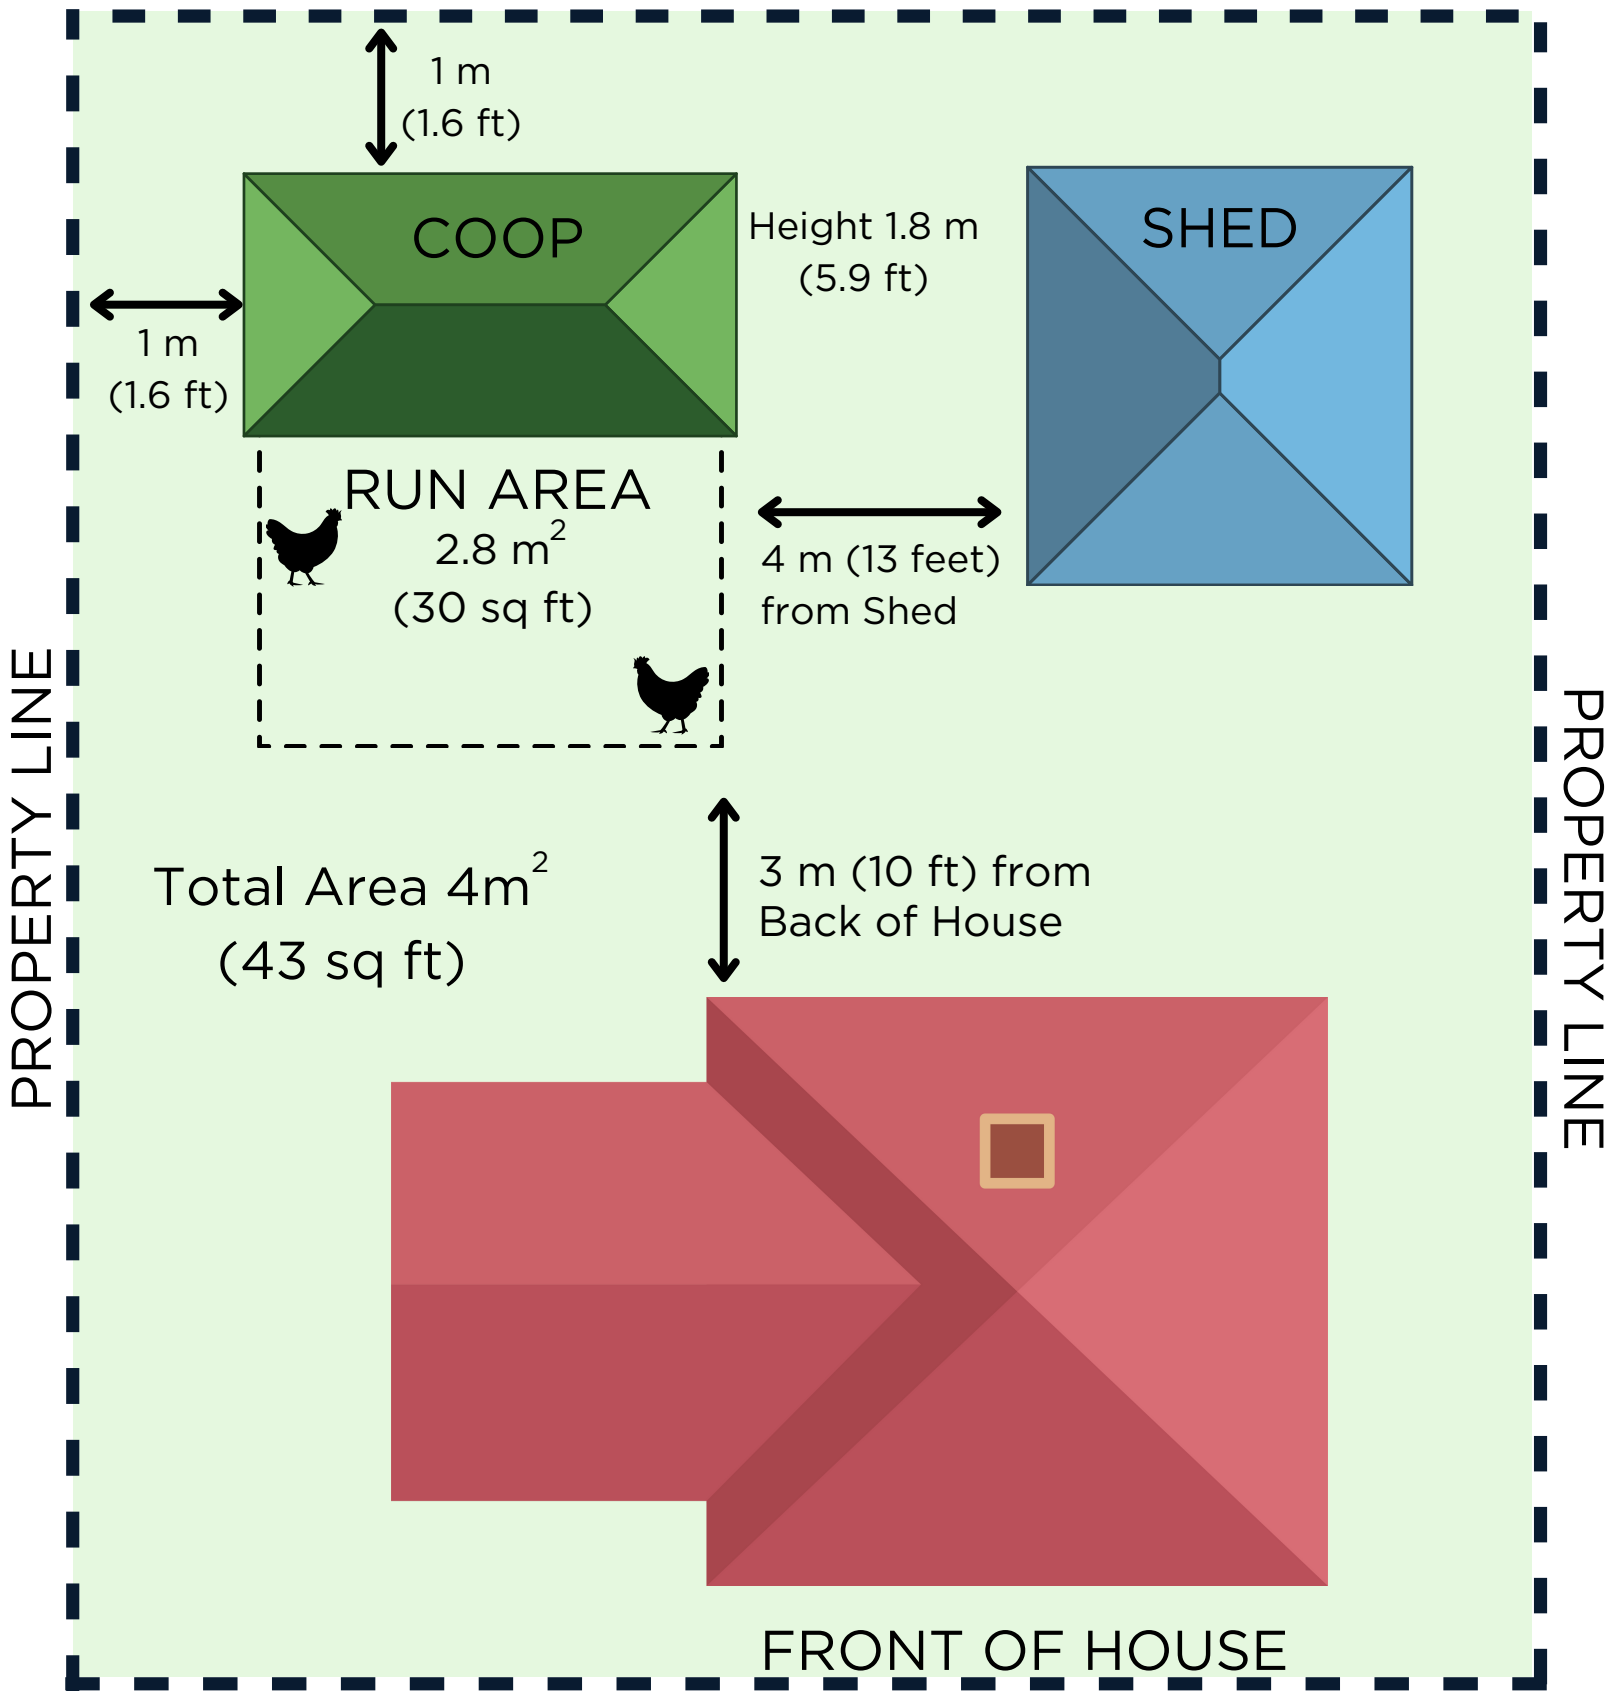 1 m
(1.6 ft)
COOP
Height 1.8 m
(5.9 ft)
SHED
1 m
(1.6 ft)
RUN AREA
2.8 m²
(30 sq ft)
4 m (13 feet)
from Shed
PROPERTY LINE
PROPERTY LINE
Total Area 4m²
(43 sq ft)
3 m (10 ft) from
Back of House
FRONT OF HOUSE